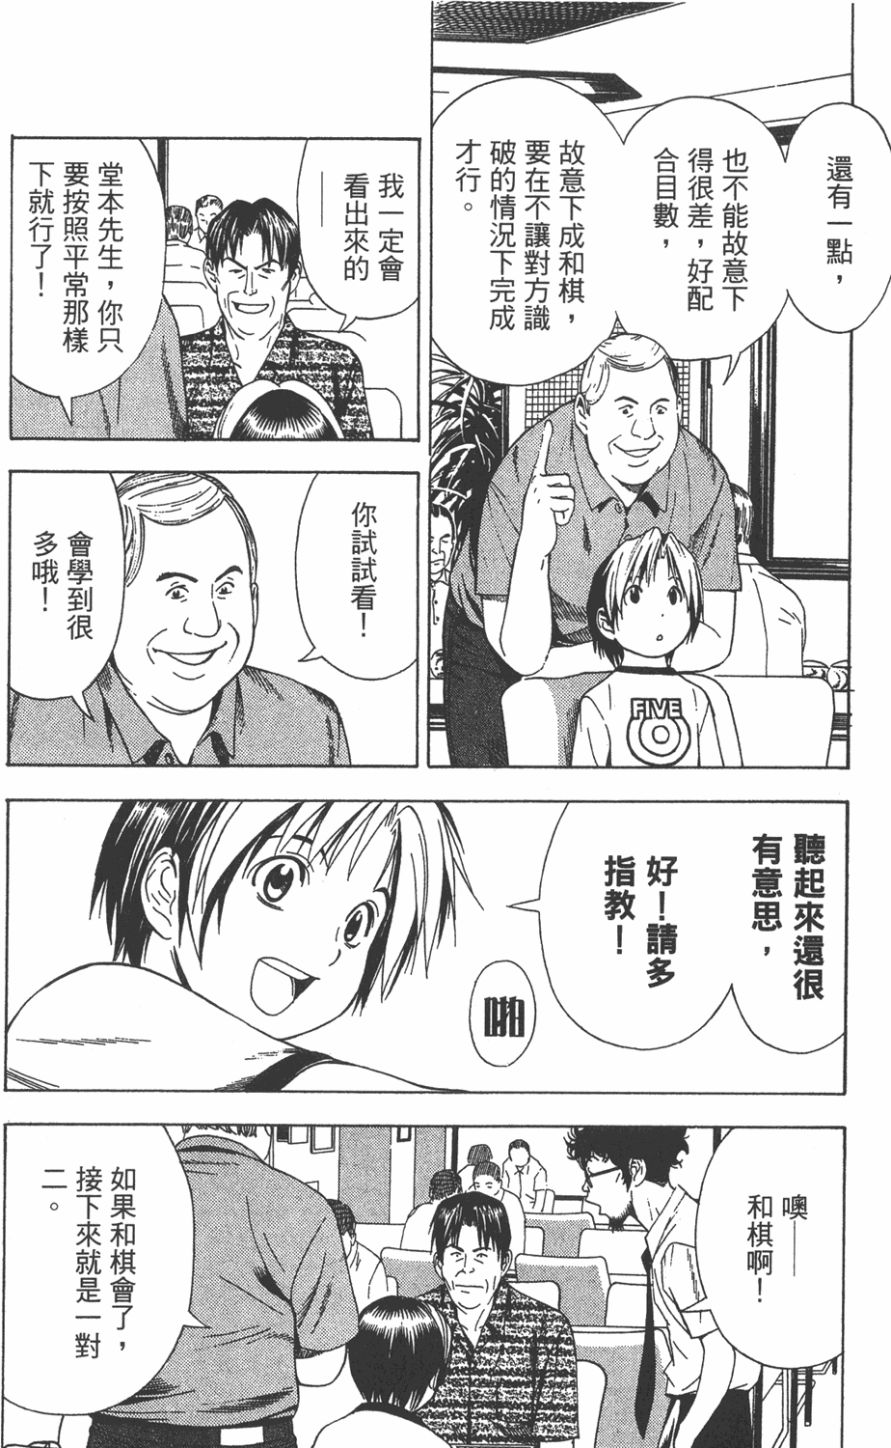 還有一點，
也不能故意下
得很差，好配
合目數，
故意下成和棋，
要在不讓對方識
破的情況下完成
才行。
FIVE
我一定會
看出來的
——
堂本先生，你只
要按照平常那樣
下就行了！
你試試看！
會學到很
多哦！
聽起來還很
有意思，
好！請多
指教！
啪
噢——
和棋啊！
如果和棋會了，
接下來就是一對
二。